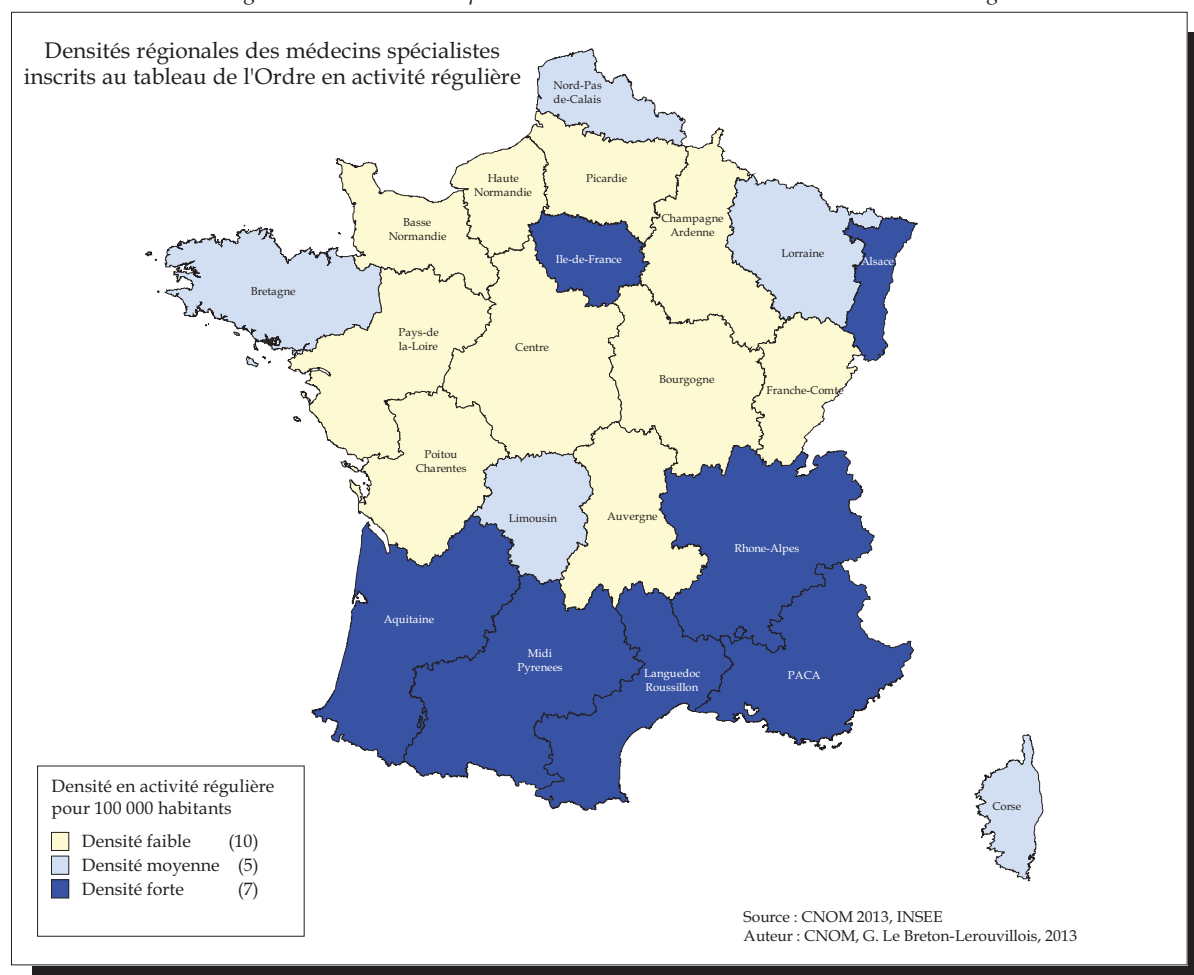 Densités régionales des médecins spécialistes
inscrits au tableau de l'Ordre en activité régulière
Nord-Pas
de-Calais
Haute
Normandie
Picardie
Basse
Normandie
Champagne
Ardenne
Lorraine
Alsace
Ile-de-France
Bretagne
Pays-de
la-Loire
Centre
Bourgogne
Franche-Comte
Poitou
Charentes
Limousin
Auvergne
Rhone-Alpes
Aquitaine
Midi
Pyrenees
Languedoc
Roussillon
PACA
Corse
Densité en activité régulière
pour 100 000 habitants
Densité faible (10)
Densité moyenne (5)
Densité forte (7)
Source : CNOM 2013, INSEE
Auteur : CNOM, G. Le Breton-Lerouvillois, 2013